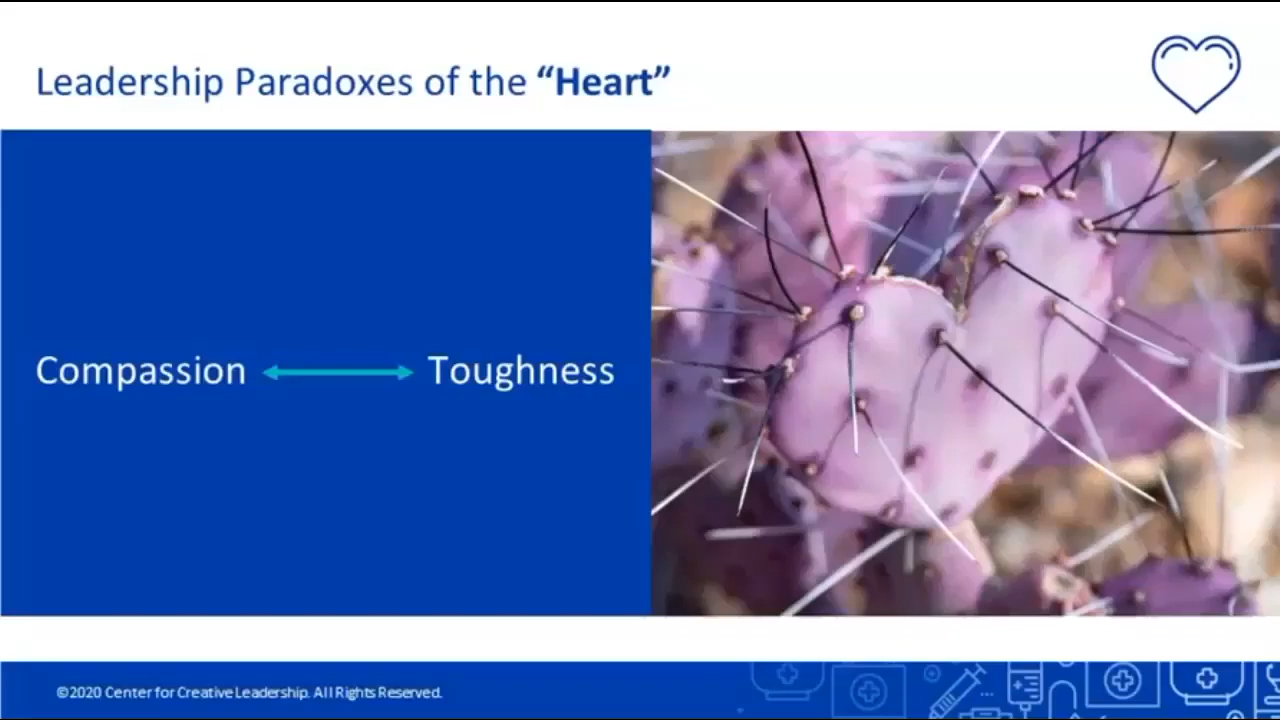 Leadership Paradoxes of the “Heart”
Compassion Toughness
©2020 Center for Creative Leadership. All Rights Reserved.